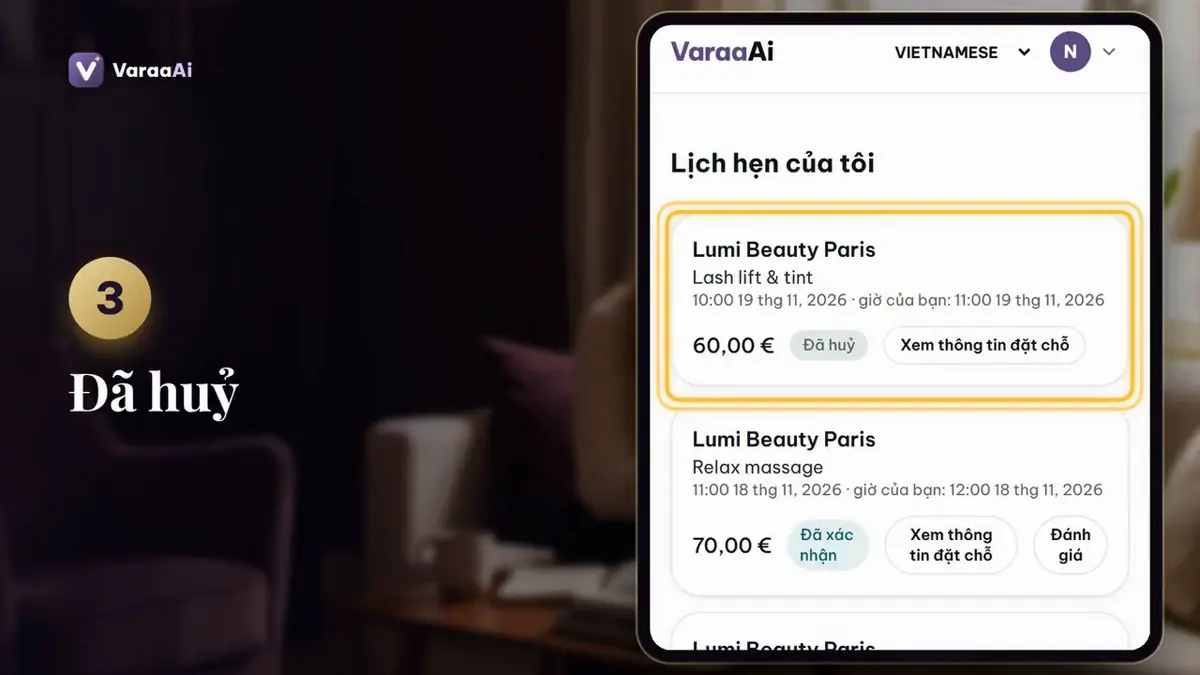 VaraaAi
3
Đã huỷ
VaraaAi
VIETNAMESE
N
Lịch hẹn của tôi
Lumi Beauty Paris
Lash lift & tint
10:00 19 thg 11, 2026 · giờ của bạn: 11:00 19 thg 11, 2026
60,00 €
Đã huỷ
Xem thông tin đặt chỗ
Lumi Beauty Paris
Relax massage
11:00 18 thg 11, 2026 · giờ của bạn: 12:00 18 thg 11, 2026
70,00 €
Đã xác
nhận
Xem thông
tin đặt chỗ
Đánh
giá
Lumi Beauty Paris